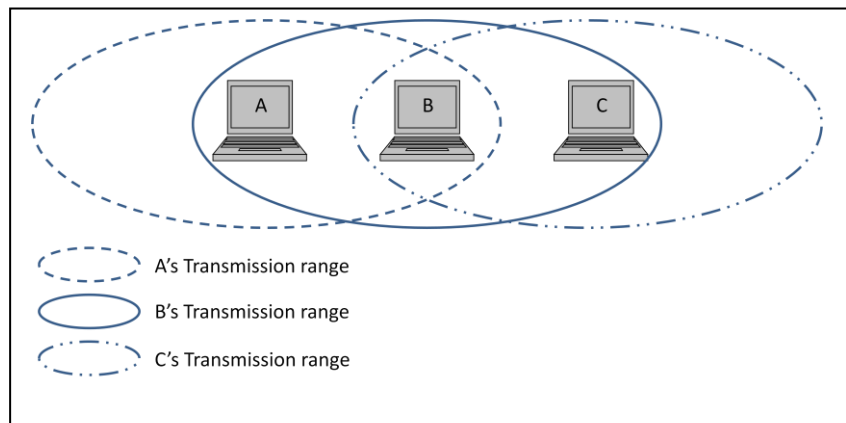 A
B
C
A's Transmission range
B's Transmission range
C's Transmission range